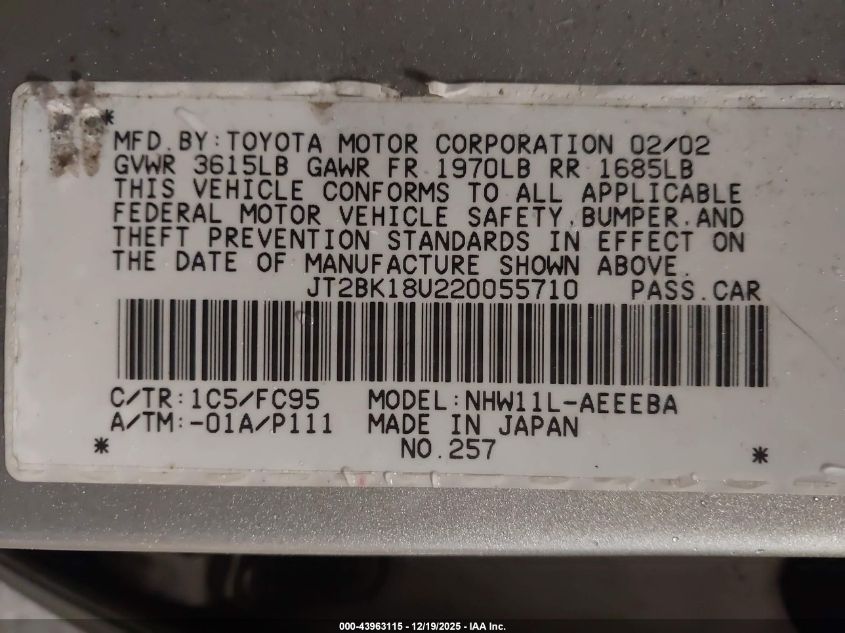 *
MFD.BY:TOYOTA MOTOR CORPORATION 02/02
GVWR 3615LB GAWR FR 1970LB RR 1685LB
THIS VEHICLE CONFORMS TO ALL APPLICABLE
FEDERAL MOTOR VEHICLE SAFETY,BUMPER,AND
THEFT PREVENTION STANDARDS IN EFFECT ON
THE DATE OF MANUFACTURE SHOWN ABOVE.
JT2BK18U220055710 PASS.CAR
C/TR:1C5/FC95 MODEL:NHW11L-AEEEBA
A/TM:-01A/P111 MADE IN JAPAN
* NO.257 *
000-43963115 - 12/19/2025 - IAA Inc.